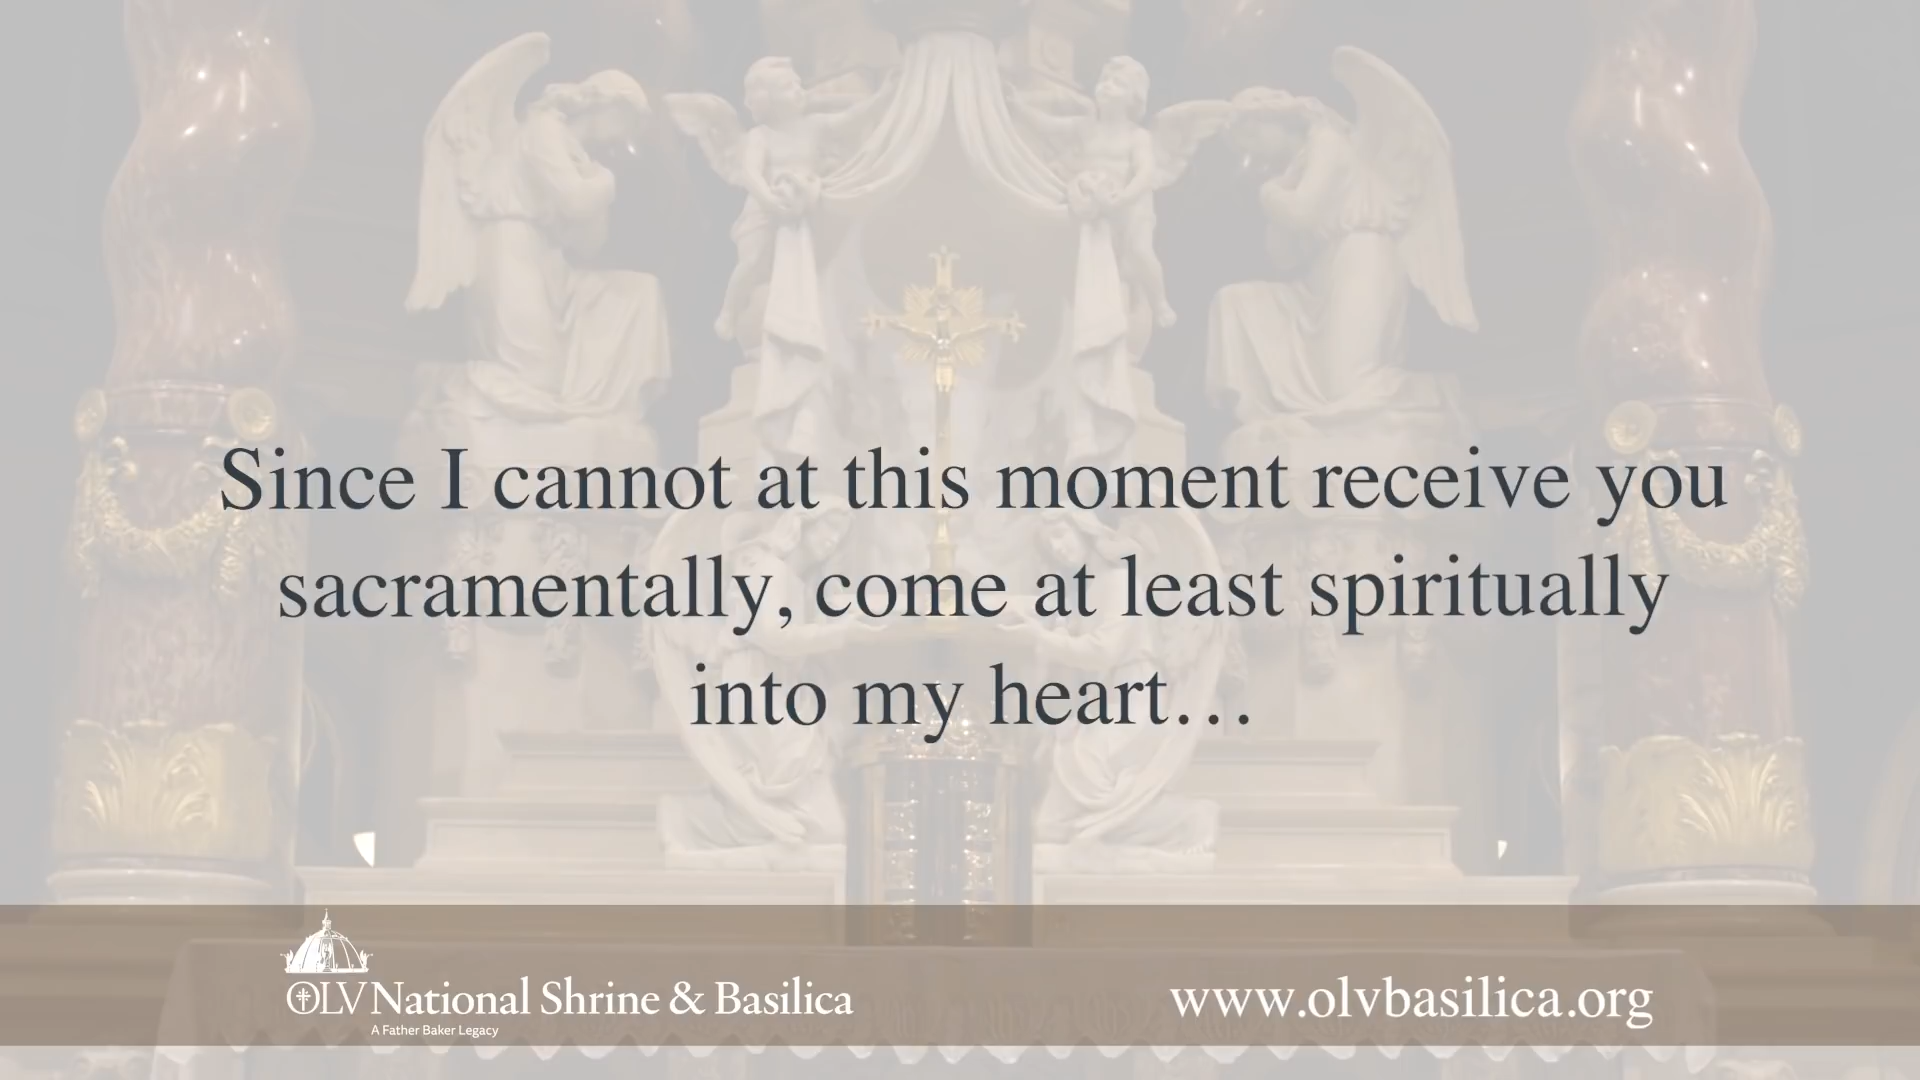 Since I cannot at this moment receive you
sacramentally, come at least spiritually
into my heart…
OLV National Shrine & Basilica
A Father Baker Legacy
www.olvbasilica.org